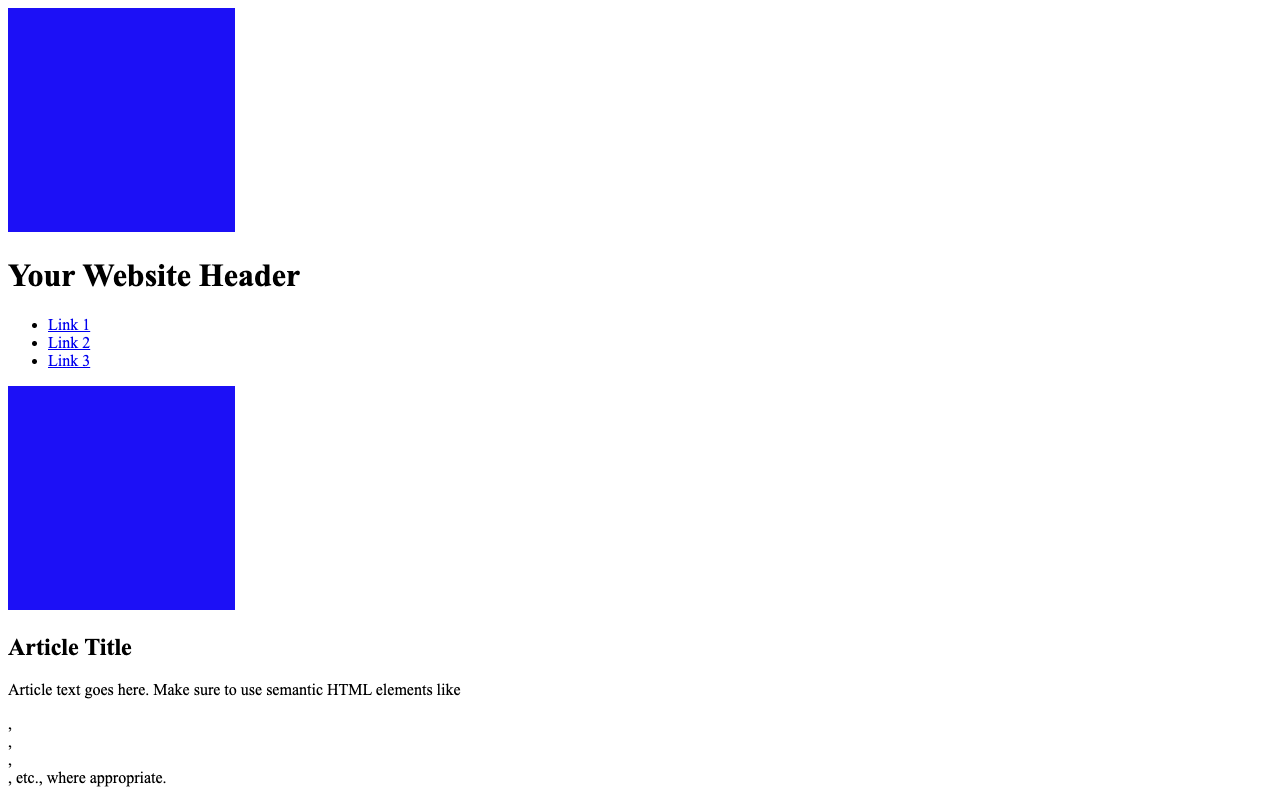 Your Website Header
Link 1
Link 2
Link 3
Article Title
Article text goes here. Make sure to use semantic HTML elements like
,
,
,
, etc., where appropriate.